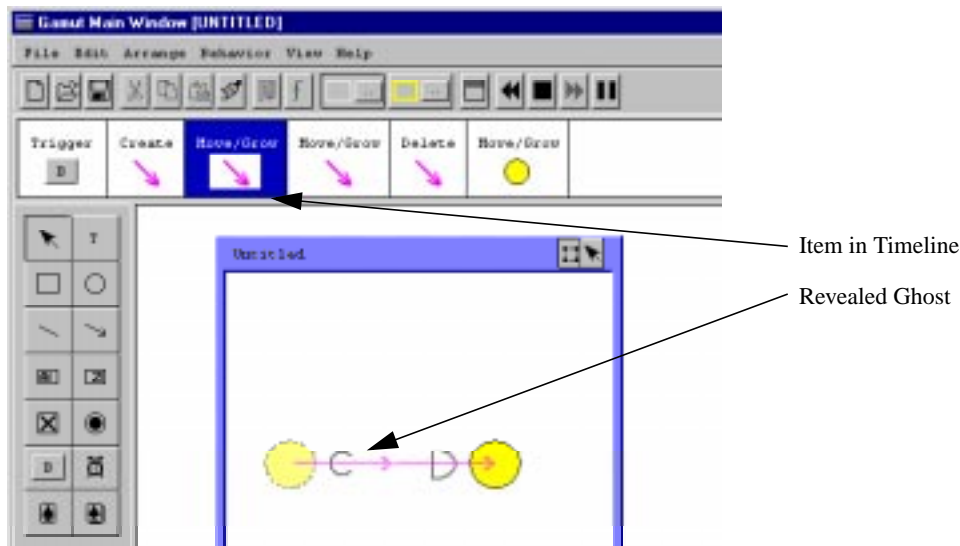 Gamut Main Window [UNTITLED]
File Edit Arrange Behavior View Help
Trigger Create Move/Grow Move/Grow Delete Move/Grow
D
T
Untitled
Item in Timeline
Revealed Ghost
C D
D